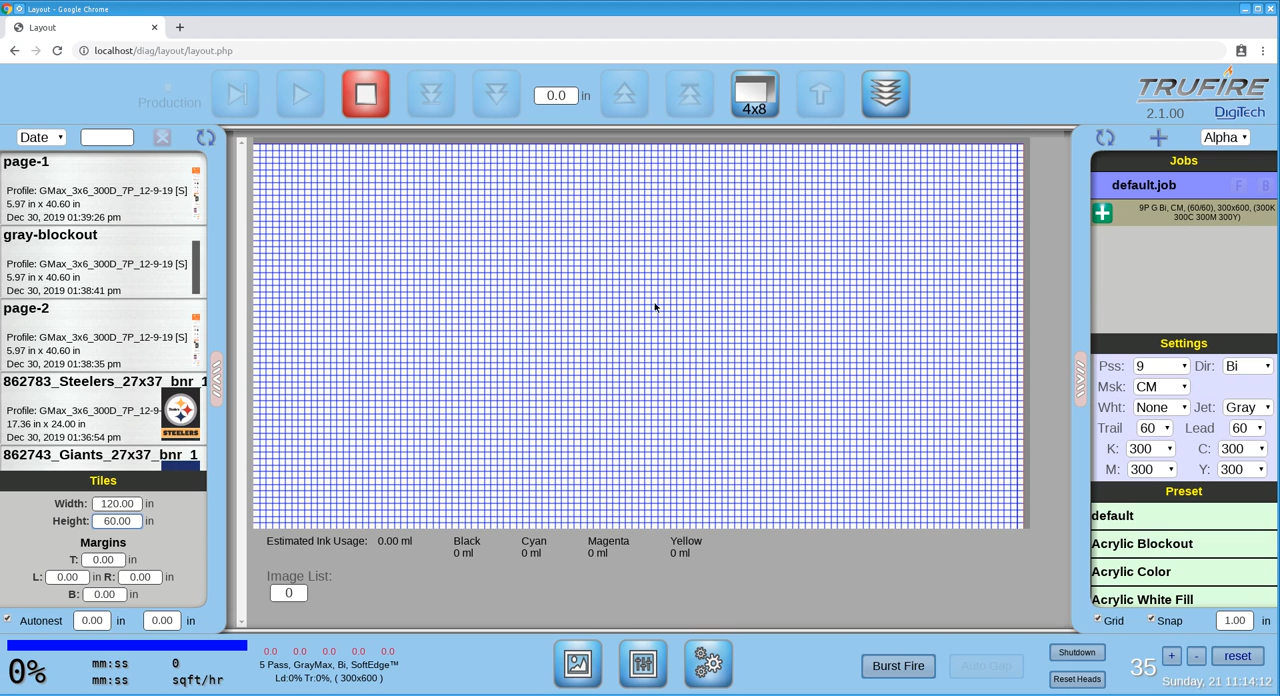 Layout - Google Chrome
Layout
localhost/diag/layout/layout.php
Production
0.0 in
4x8
TRUFIRE
2.1.00 DigiTech
Date
page-1
Profile: GMax_3x6_300D_7P_12-9-19 [S]
5.97 in x 40.60 in
Dec 30, 2019 01:39:26 pm
gray-blockout
Profile: GMax_3x6_300D_7P_12-9-19 [S]
5.97 in x 40.60 in
Dec 30, 2019 01:38:41 pm
page-2
Profile: GMax_3x6_300D_7P_12-9-19 [S]
5.97 in x 40.60 in
Dec 30, 2019 01:38:35 pm
862783_Steelers_27x37_bnr_1
Profile: GMax_3x6_300D_7P_12-9-
17.36 in x 24.00 in
Dec 30, 2019 01:36:54 pm
STEELERS
862743_Giants_27x37_bnr_1
Tiles
Width: 120.00 in
Height: 60.00 in
Margins
T: 0.00 in
L: 0.00 in R: 0.00 in
B: 0.00 in
Autonest 0.00 in 0.00 in
Estimated Ink Usage: 0.00 ml Black Cyan Magenta Yellow
0 ml 0 ml 0 ml 0 ml
Image List:
0
Alpha
Jobs
default.job F B
9P G Bi, CM, (60/60), 300x600, (300K
300C 300M 300Y)
Settings
Pss: 9 Dir: Bi
Msk: CM
Wht: None Jet: Gray
Trail 60 Lead 60
K: 300 C: 300
M: 300 Y: 300
Preset
default
Acrylic Blockout
Acrylic Color
Acrylic White Fill
Grid Snap 1.00 in
0% mm:ss 0
mm:ss sqft/hr
0.0 0.0 0.0 0.0 0.0
5 Pass, GrayMax, Bi, SoftEdge™
Ld:0% Tr:0%, ( 300x600 )
Burst Fire Auto Gap
Shutdown
Reset Heads
35 + - reset
Sunday, 21 11:14:12